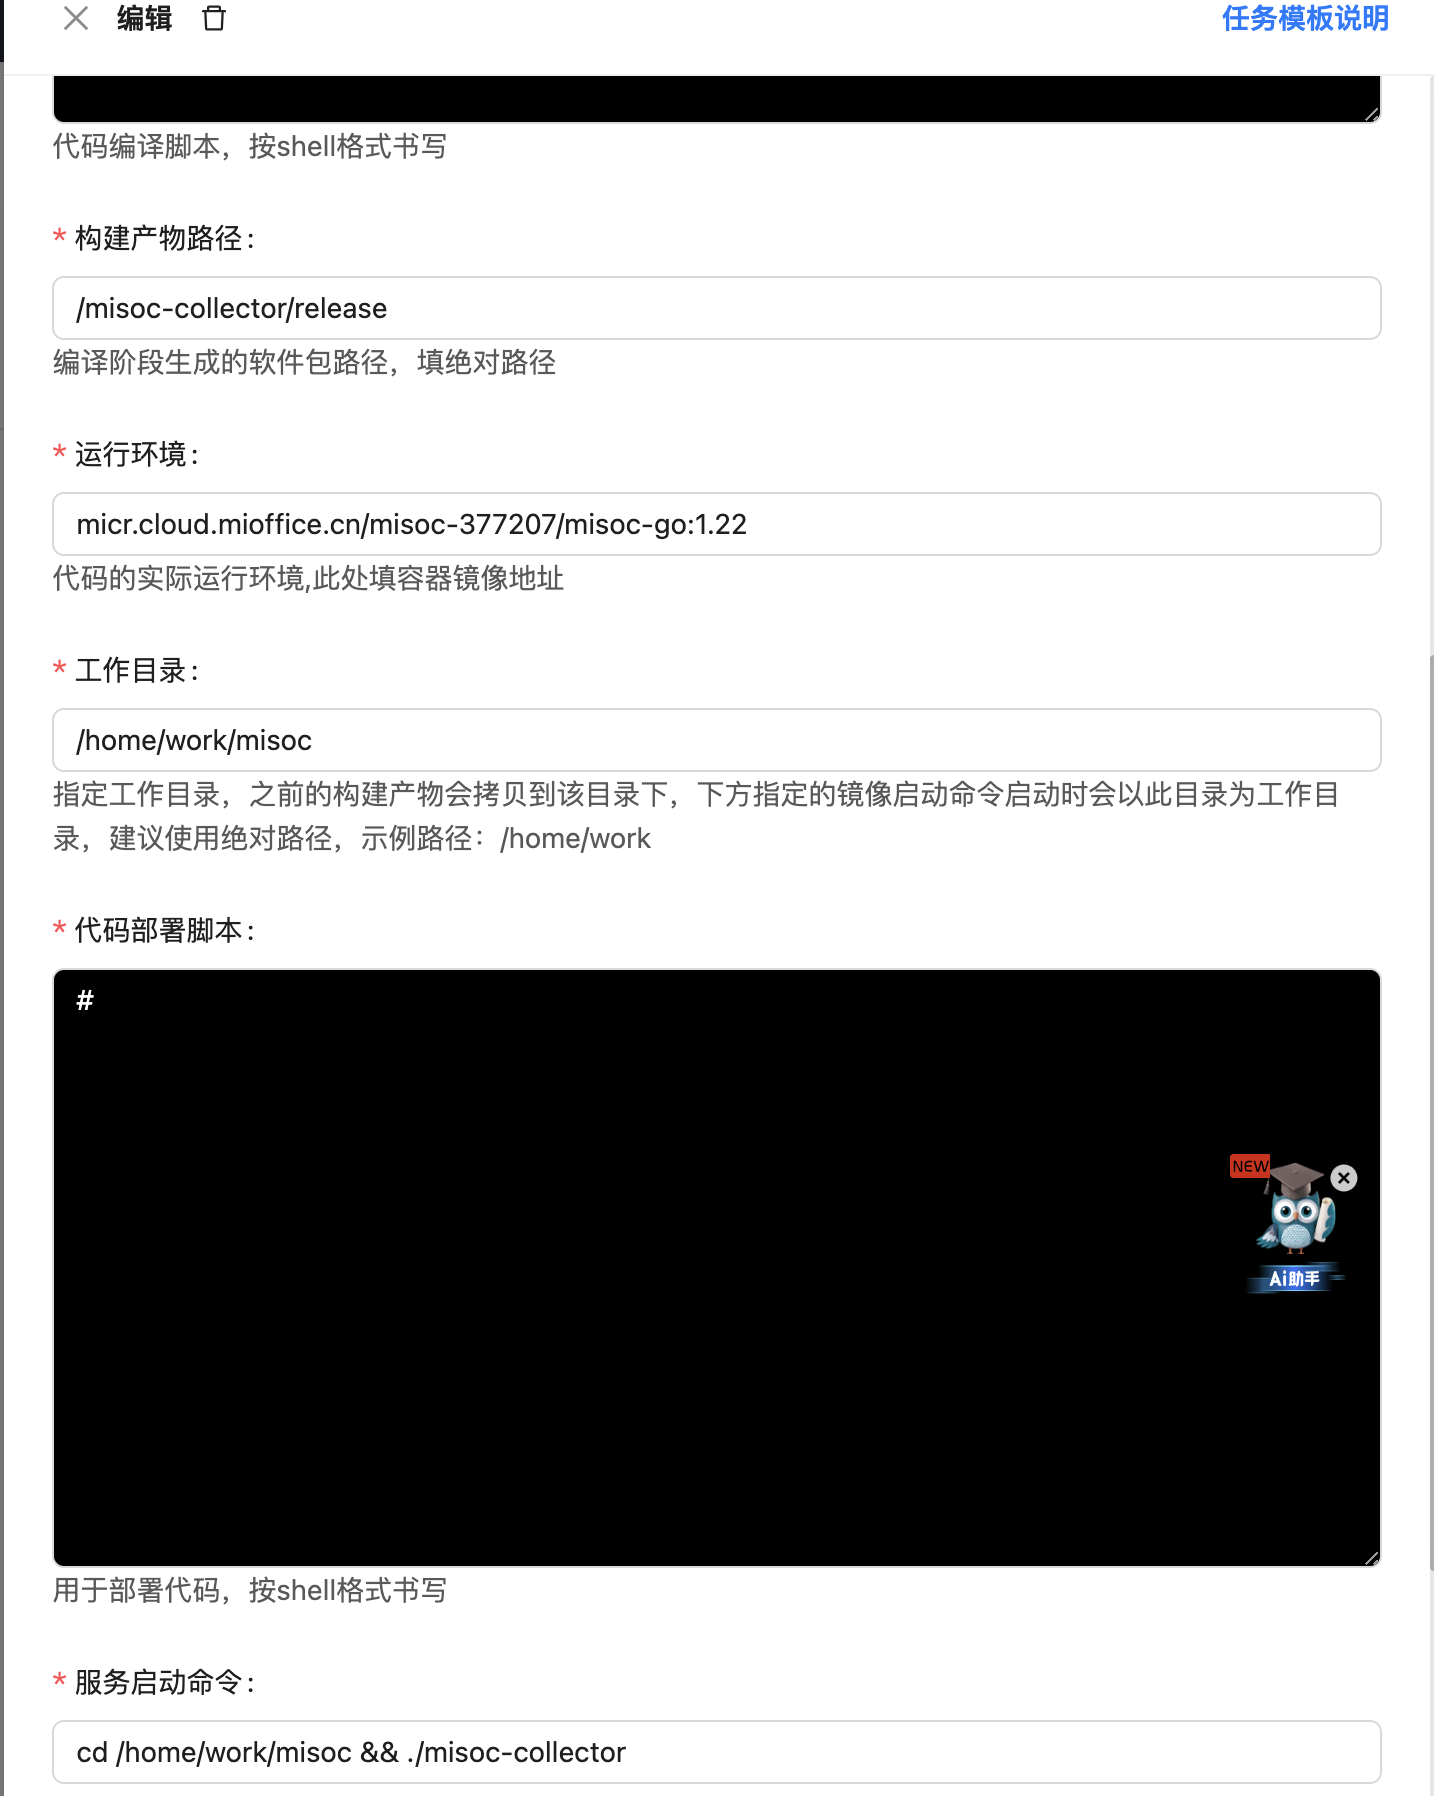 编辑
任务模板说明
代码编译脚本，按shell格式书写
* 构建产物路径：
/misoc-collector/release
编译阶段生成的软件包路径，填绝对路径
* 运行环境：
micr.cloud.mioffice.cn/misoc-377207/misoc-go:1.22
代码的实际运行环境,此处填容器镜像地址
* 工作目录：
/home/work/misoc
指定工作目录，之前的构建产物会拷贝到该目录下，下方指定的镜像启动命令启动时会以此目录为工作目
录，建议使用绝对路径，示例路径：/home/work
* 代码部署脚本：
#
NEW
Ai助手
用于部署代码，按shell格式书写
* 服务启动命令：
cd /home/work/misoc && ./misoc-collector